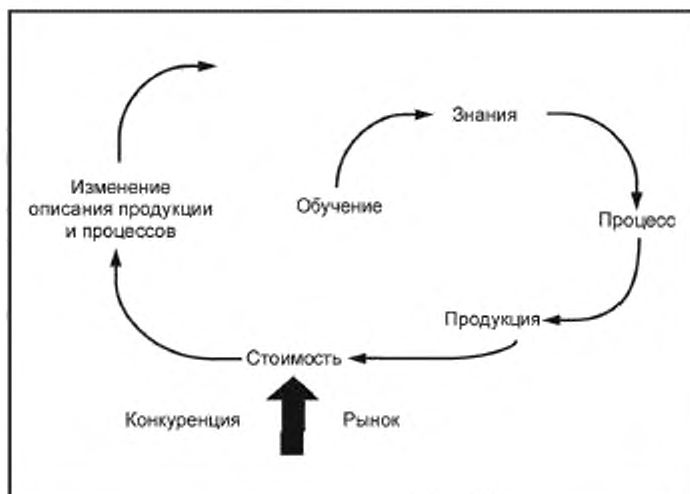 Знания
Изменение
описания продукции
и процессов
Обучение
Процесс
Продукция
Стоимость
Конкуренция
Рынок